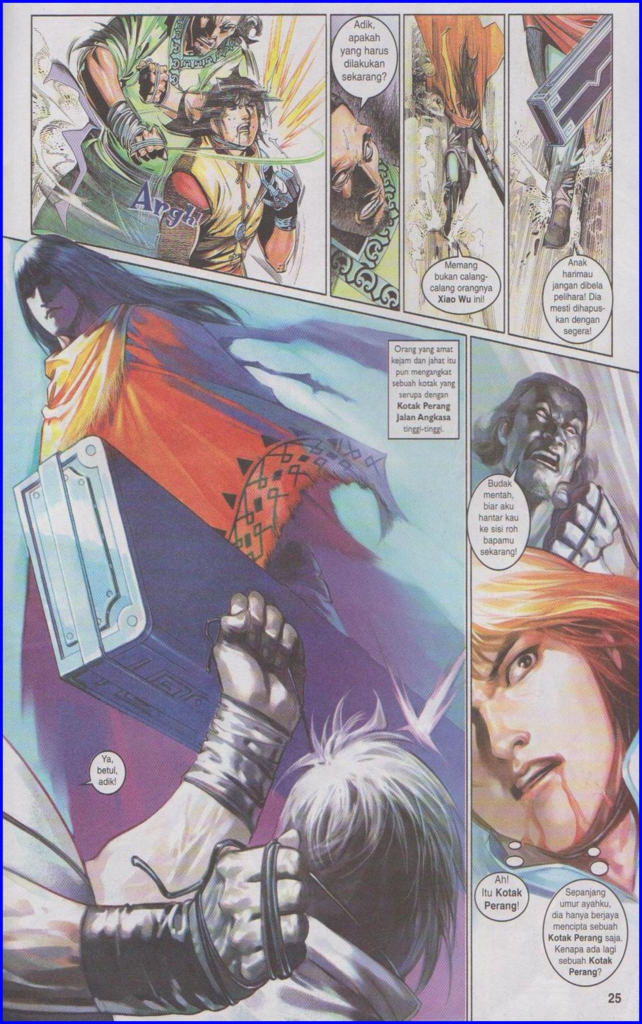 Argh!
Adik,
apakah
yang harus
dilakukan
sekarang?
Memang
bukan calang-
calang orangnya
Xiao Wu ini!
Anak
harimau
jangan dibela
pelihara! Dia
mesti dihapus-
kan dengan
segera!
Orang yang amat
kejam dan jahat itu
pun mengangkat
sebuah kotak yang
serupa dengan
Kotak Perang
Jalan Angkasa
tinggi-tinggi.
Ya,
betul,
adik!
Budak
mentah,
biar aku
hantar kau
ke sisi roh
bapamu
sekarang!
Ah!
Itu Kotak
Perang!
Sepanjang
umur ayahku,
dia hanya berjaya
mencipta sebuah
Kotak Perang saja.
Kenapa ada lagi
sebuah Kotak
Perang?
25